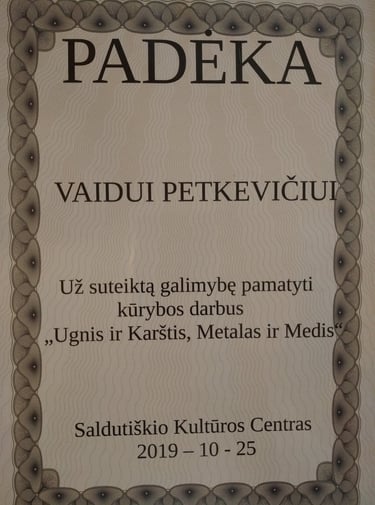 PADĖKA
VAIDUI PETKEVIČIUI
Už suteiktą galimybę pamatyti
kūrybos darbus
„Ugnis ir Karštis, Metalas ir Medis“
Saldutiškio Kultūros Centras
2019 – 10 - 25